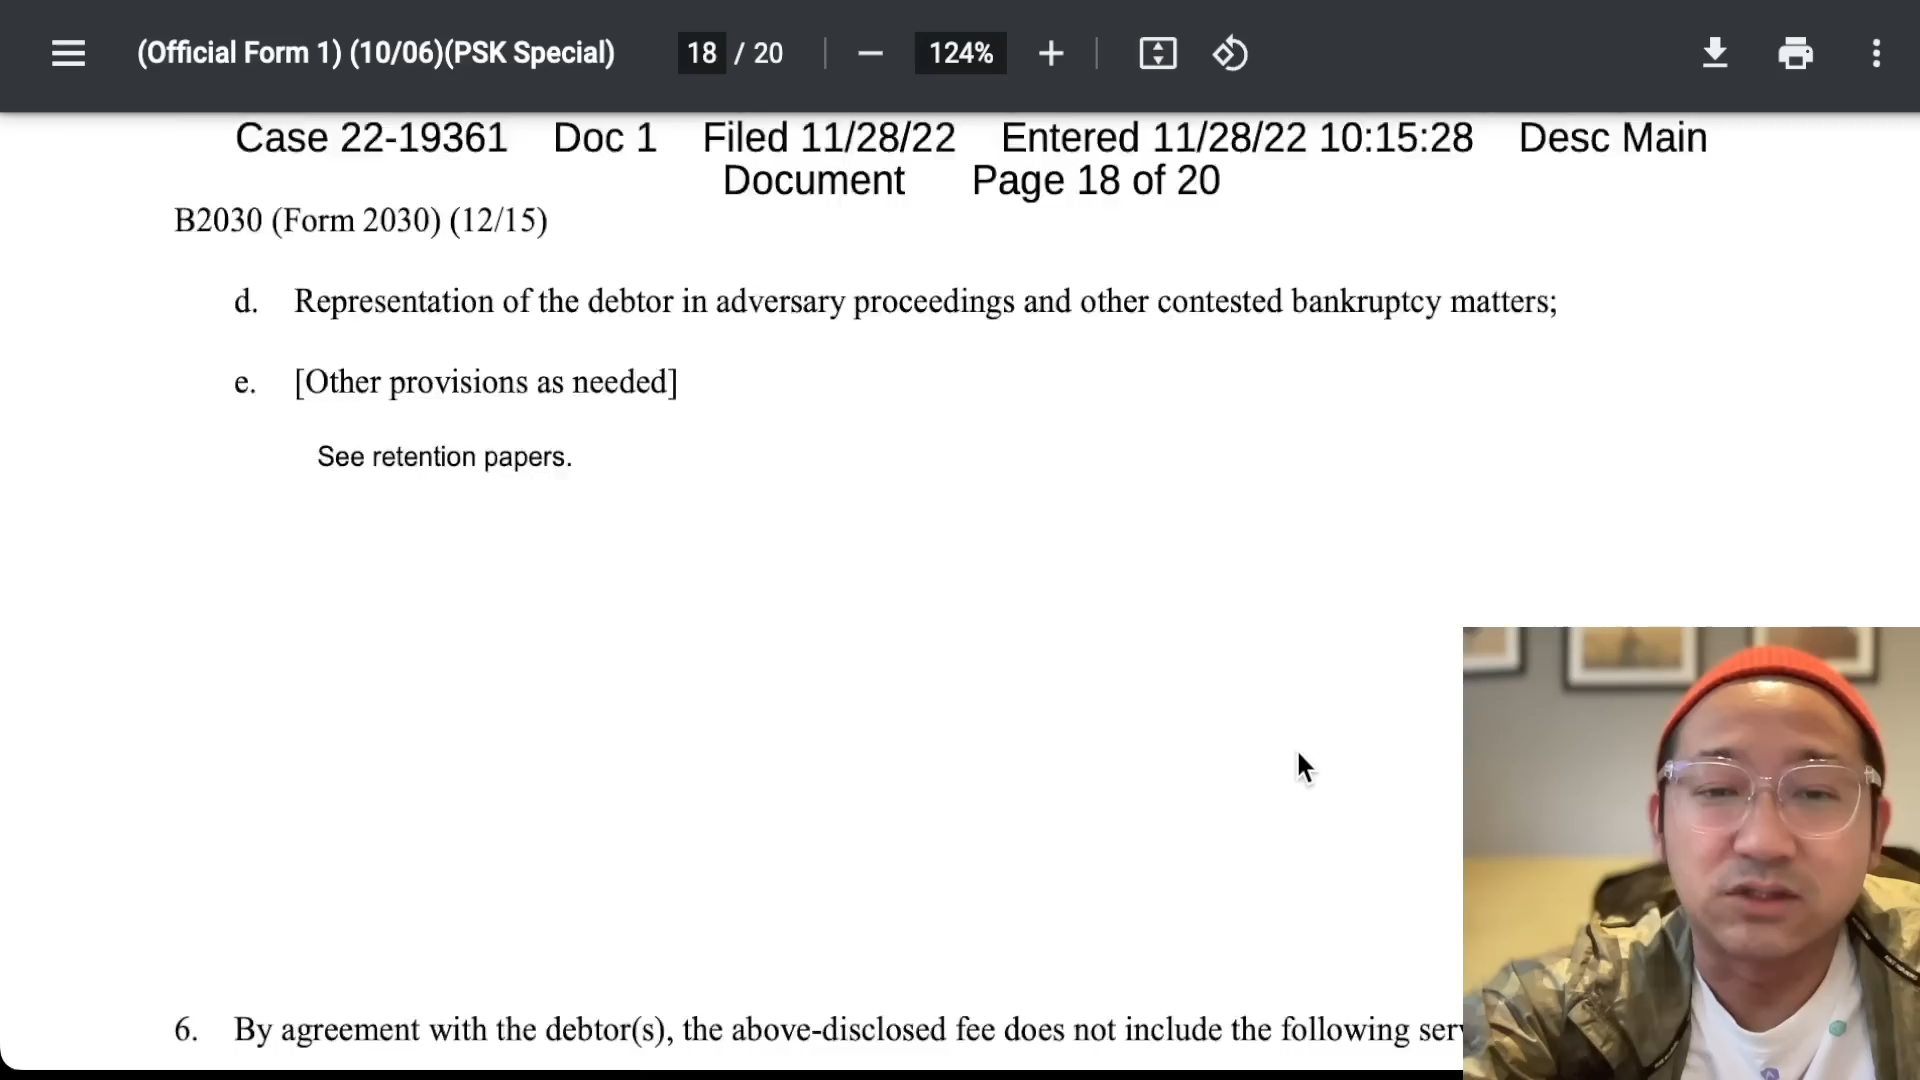 (Official Form 1) (10/06)(PSK Special) 18 / 20 124%
Case 22-19361 Doc 1 Filed 11/28/22 Entered 11/28/22 10:15:28 Desc Main
Document Page 18 of 20
B2030 (Form 2030) (12/15)
d. Representation of the debtor in adversary proceedings and other contested bankruptcy matters;
e. [Other provisions as needed]
See retention papers.
6. By agreement with the debtor(s), the above-disclosed fee does not include the following